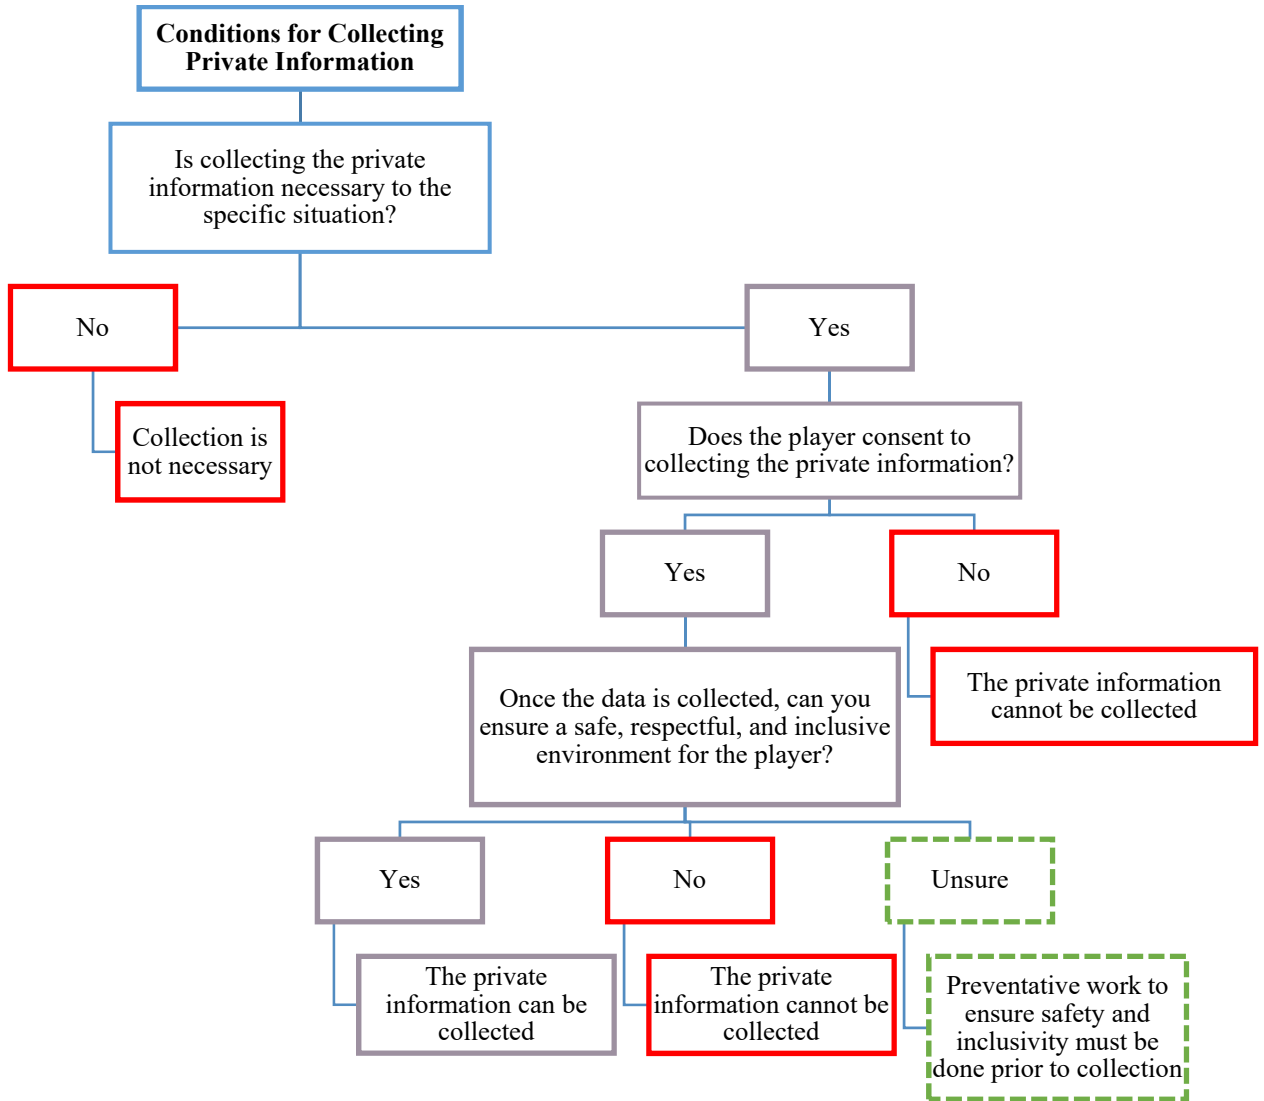 Conditions for Collecting
Private Information
Is collecting the private
information necessary to the
specific situation?
No
Yes
Collection is
not necessary
Does the player consent to
collecting the private information?
Yes
No
Once the data is collected, can you
ensure a safe, respectful, and inclusive
environment for the player?
The private information
cannot be collected
Yes
No
Unsure
The private
information can be
collected
The private
information cannot be
collected
Preventative work to
ensure safety and
inclusivity must be
done prior to collection